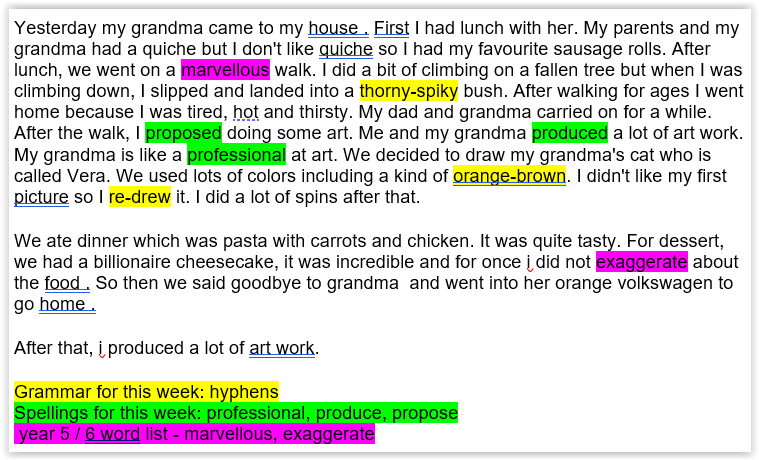 Yesterday my grandma came to my house . First I had lunch with her. My parents and my
grandma had a quiche but I don't like quiche so I had my favourite sausage rolls. After
lunch, we went on a marvellous walk. I did a bit of climbing on a fallen tree but when I was
climbing down, I slipped and landed into a thorny-spiky bush. After walking for ages I went
home because I was tired, hot and thirsty. My dad and grandma carried on for a while.
After the walk, I proposed doing some art. Me and my grandma produced a lot of art work.
My grandma is like a professional at art. We decided to draw my grandma's cat who is
called Vera. We used lots of colors including a kind of orange-brown. I didn't like my first
picture so I re-drew it. I did a lot of spins after that.

We ate dinner which was pasta with carrots and chicken. It was quite tasty. For dessert,
we had a billionaire cheesecake, it was incredible and for once i did not exaggerate about
the food . So then we said goodbye to grandma  and went into her orange volkswagen to
go home .

After that, i produced a lot of art work.

Grammar for this week: hyphens
Spellings for this week: professional, produce, propose
year 5 / 6 word list - marvellous, exaggerate